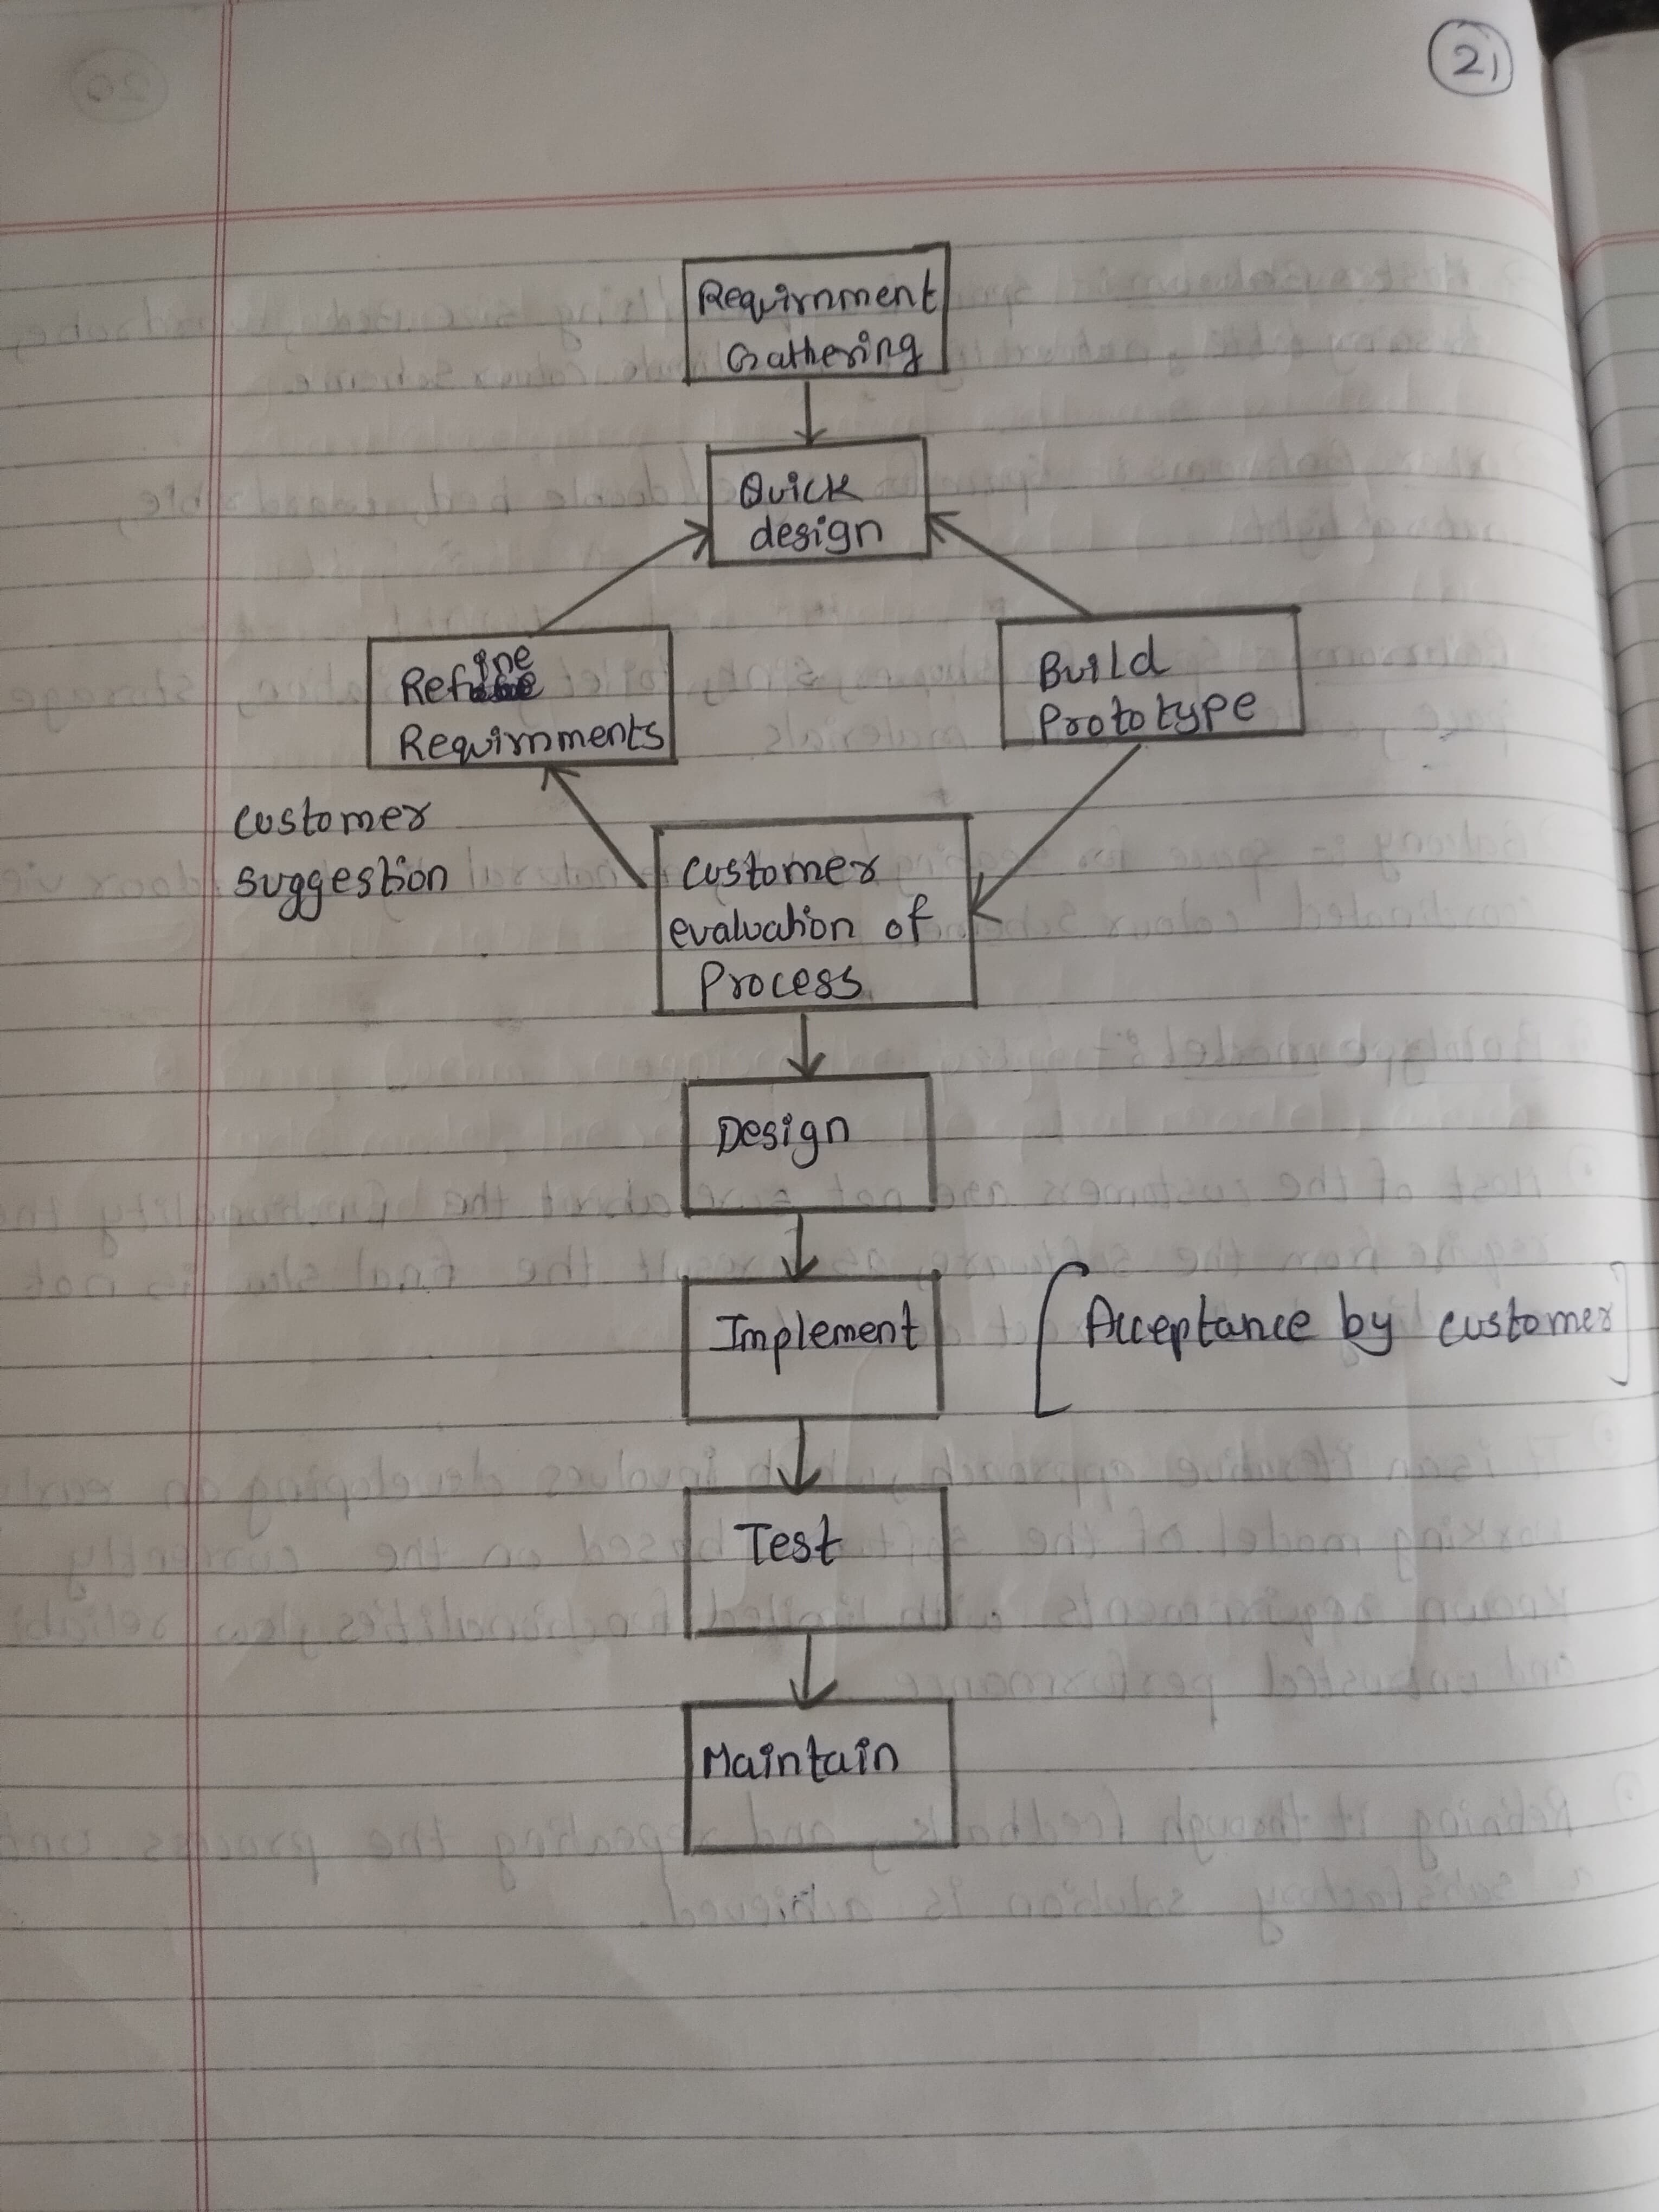 21
Requirnment
Gathering
Quick
design
Refine
Requirnments
Build
Prototype
customer
suggestion
customer
evaluation of
Process
Design
Implement
[Acceptance by customer]
Test
Maintain